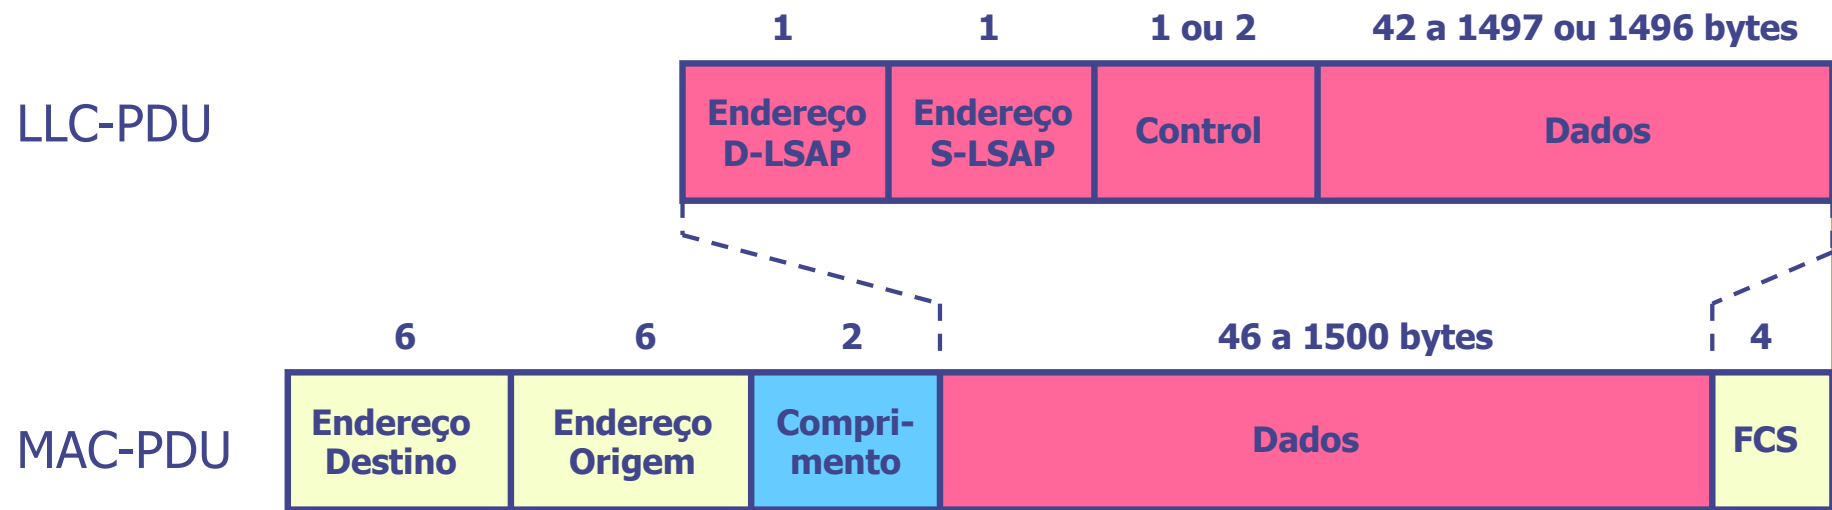 1 1 1 ou 2 42 a 1497 ou 1496 bytes
LLC-PDU
Endereço
D-LSAP
Endereço
S-LSAP
Control
Dados
6 6 2 46 a 1500 bytes 4
MAC-PDU
Endereço
Destino
Endereço
Origem
Compri-
mento
Dados
FCS